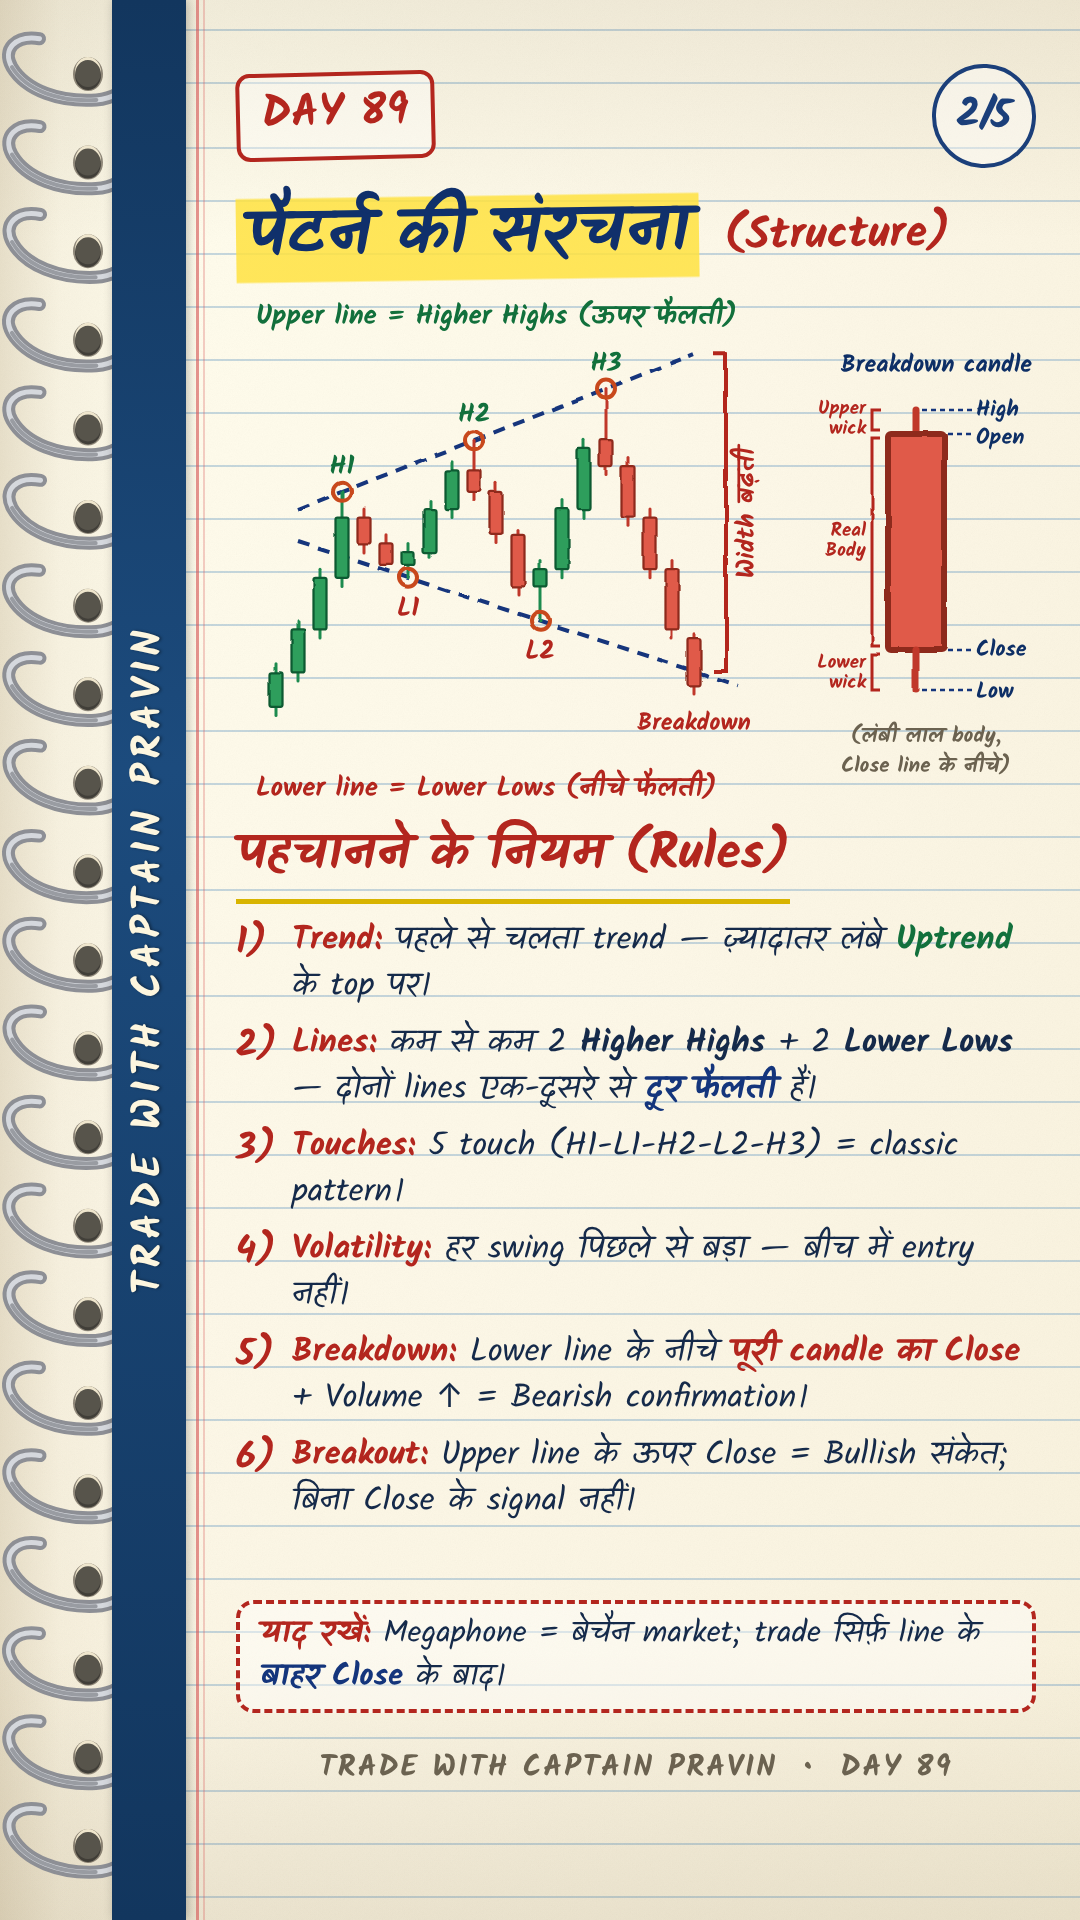 DAY 89
2/5
पैटर्न की संरचना (Structure)
Upper line = Higher Highs (ऊपर फैलती)
H1
H2
H3
L1
L2
Width बढ़ती
Breakdown
Breakdown candle
Upper
wick
High
Open
Real
Body
Close
Lower
wick
Low
(लंबी लाल body,
Close line के नीचे)
Lower line = Lower Lows (नीचे फैलती)
पहचानने के नियम (Rules)
1) Trend: पहले से चलता trend — ज़्यादातर लंबे Uptrend
के top पर।
2) Lines: कम से कम 2 Higher Highs + 2 Lower Lows
— दोनों lines एक-दूसरे से दूर फैलती हैं।
3) Touches: 5 touch (H1-L1-H2-L2-H3) = classic
pattern।
4) Volatility: हर swing पिछले से बड़ा — बीच में entry
नहीं।
5) Breakdown: Lower line के नीचे पूरी candle का Close
+ Volume ↑ = Bearish confirmation।
6) Breakout: Upper line के ऊपर Close = Bullish संकेत;
बिना Close के signal नहीं।
याद रखें: Megaphone = बेचैन market; trade सिर्फ़ line के
बाहर Close के बाद।
TRADE WITH CAPTAIN PRAVIN · DAY 89
TRADE WITH CAPTAIN PRAVIN